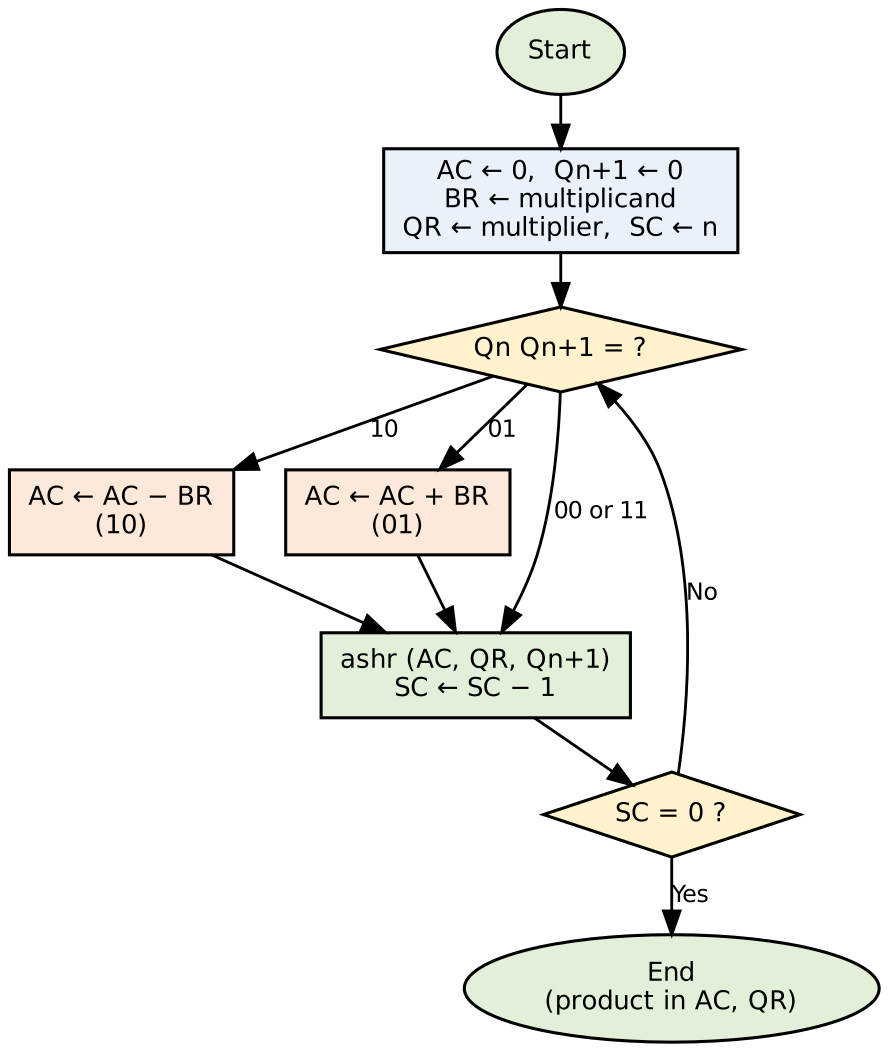 Start
AC ← 0,  Qn+1 ← 0
BR ← multiplicand
QR ← multiplier,  SC ← n
Qn Qn+1 = ?
10
01
AC ← AC − BR
(10)
AC ← AC + BR
(01)
00 or 11
No
ashr (AC, QR, Qn+1)
SC ← SC − 1
SC = 0 ?
Yes
End
(product in AC, QR)